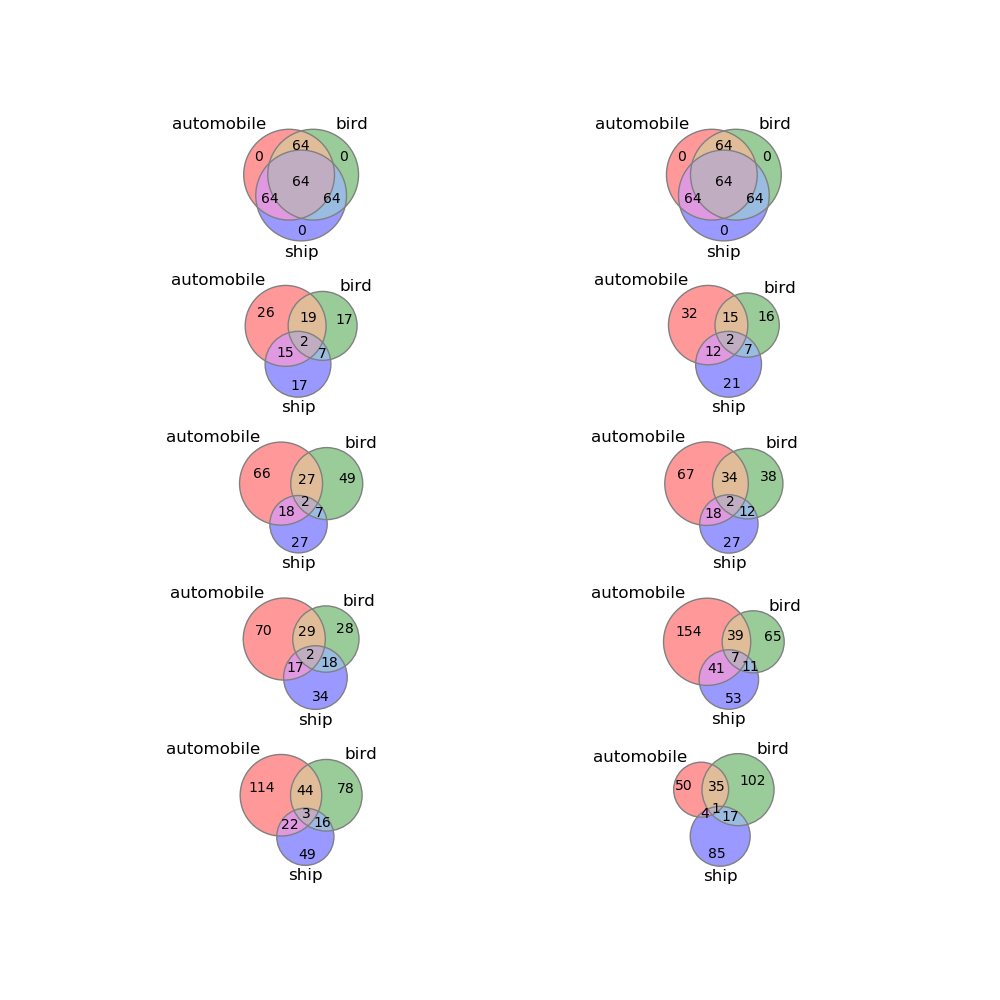 automobile bird
0 64 0
64
64 64
0
ship
automobile bird
0 64 0
64
64 64
0
ship
automobile bird
26 19 17
2
15 7
17
ship
automobile bird
32 15 16
2
12 7
21
ship
automobile bird
66 27 49
2
18 7
27
ship
automobile bird
67 34 38
2
18 12
27
ship
automobile bird
70 29 28
2
17 18
34
ship
automobile bird
154 39 65
7
41 11
53
ship
automobile bird
114 44 78
3
22 16
49
ship
automobile bird
50 35 102
1
4 17
85
ship